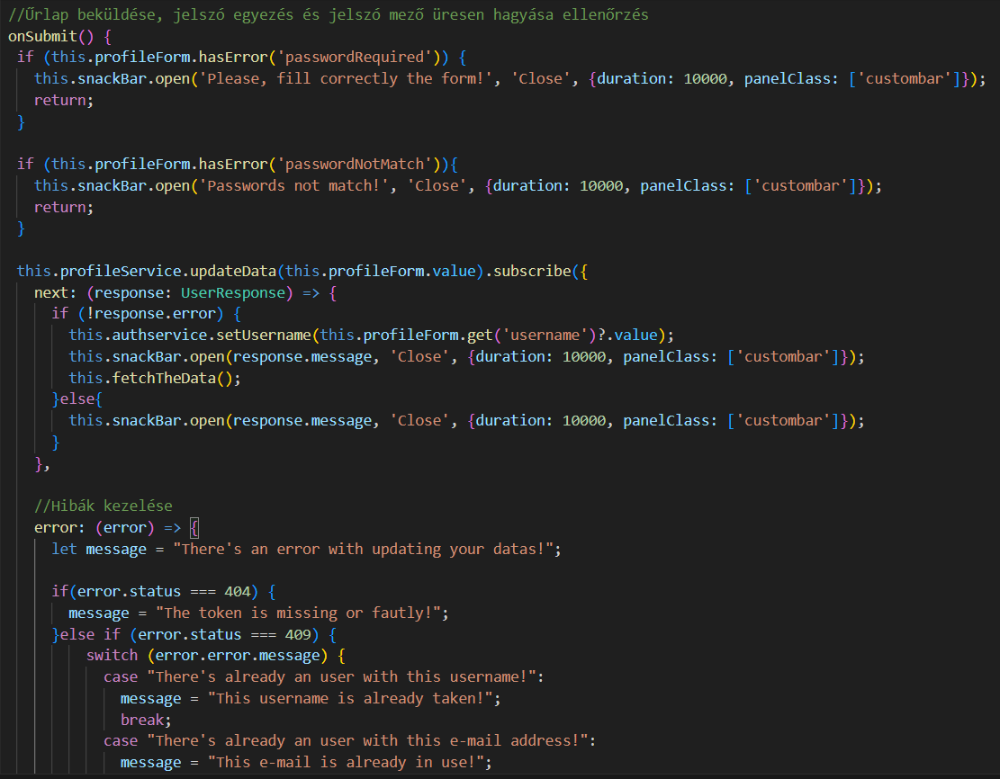 //Űrlap beküldése, jelszó egyezés és jelszó mező üresen hagyása ellenőrzés
onSubmit() {
if (this.profileForm.hasError('passwordRequired')) {
this.snackBar.open('Please, fill correctly the form!', 'Close', {duration: 10000, panelClass: ['custombar']});
return;
}
if (this.profileForm.hasError('passwordNotMatch')){
this.snackBar.open('Passwords not match!', 'Close', {duration: 10000, panelClass: ['custombar']});
return;
}
this.profileService.updateData(this.profileForm.value).subscribe({
next: (response: UserResponse) => {
if (!response.error) {
this.authservice.setUsername(this.profileForm.get('username')?.value);
this.snackBar.open(response.message, 'Close', {duration: 10000, panelClass: ['custombar']});
this.fetchTheData();
}else{
this.snackBar.open(response.message, 'Close', {duration: 10000, panelClass: ['custombar']});
}
},
//Hibák kezelése
error: (error) => {
let message = "There's an error with updating your datas!";
if(error.status === 404) {
message = "The token is missing or fautly!";
}else if (error.status === 409) {
switch (error.error.message) {
case "There's already an user with this username!":
message = "This username is already taken!";
break;
case "There's already an user with this e-mail address!":
message = "This e-mail is already in use!";